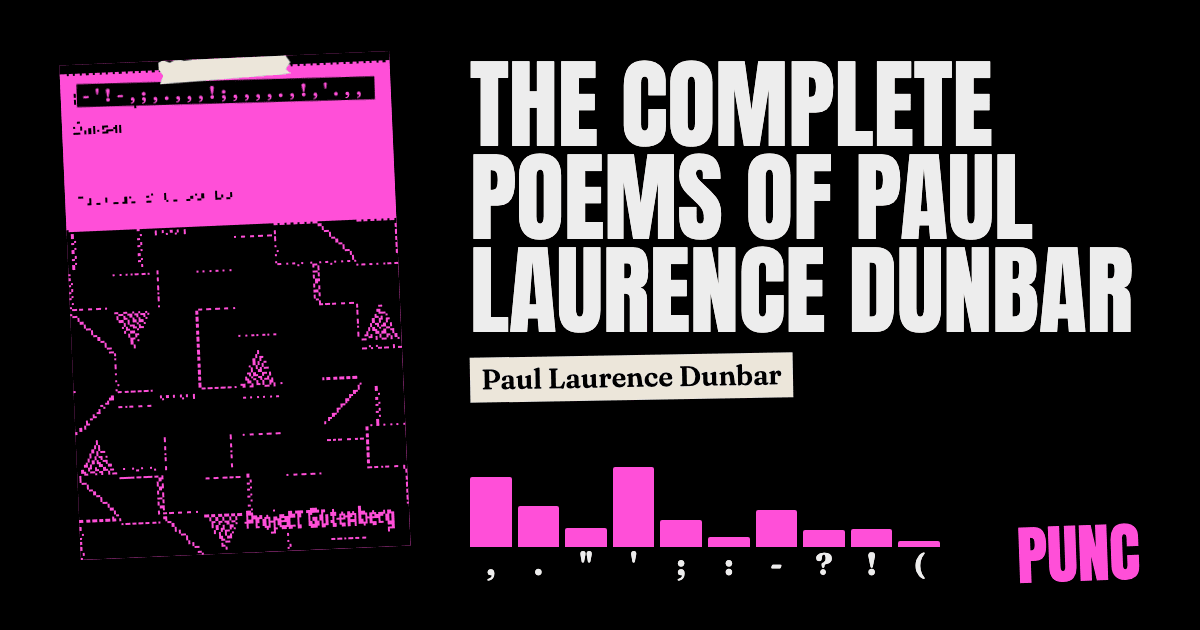 -'!-,;,.,,,!;,,,,.,!,'.,,
THE COMPLETE
POEMS OF PAUL
LAURENCE DUNBAR
Paul Laurence Dunbar
, . " ' ; : - ? ! (
Project Gutenberg
PUNC